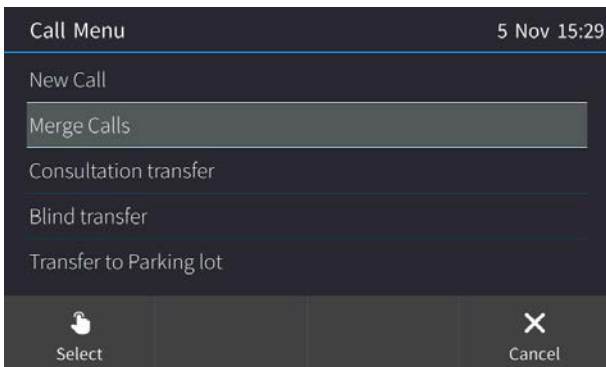 Call Menu 5 Nov 15:29
New Call
Merge Calls
Consultation transfer
Blind transfer
Transfer to Parking lot
Select Cancel